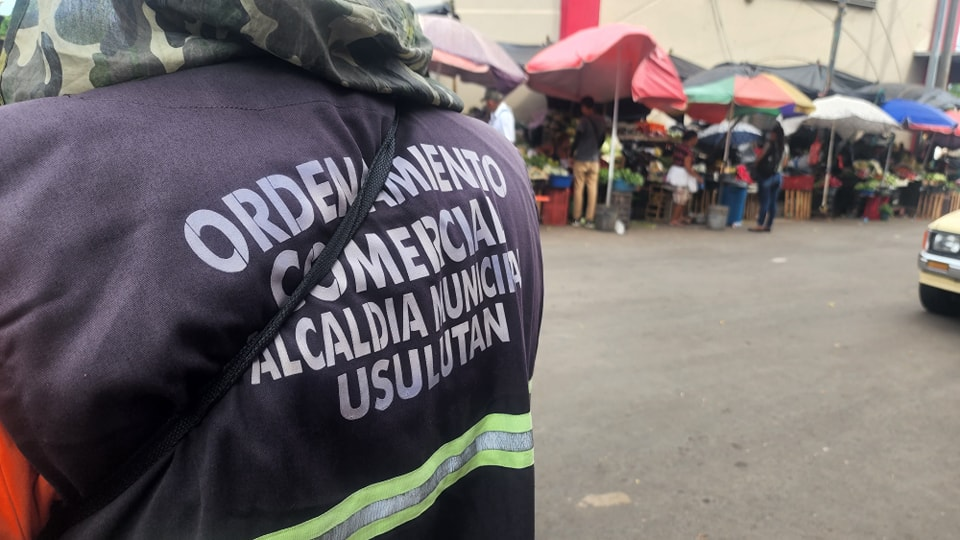 ORDENAMIENTO
COMERCIAL
ALCALDIA MUNICIPAL
USULUTAN